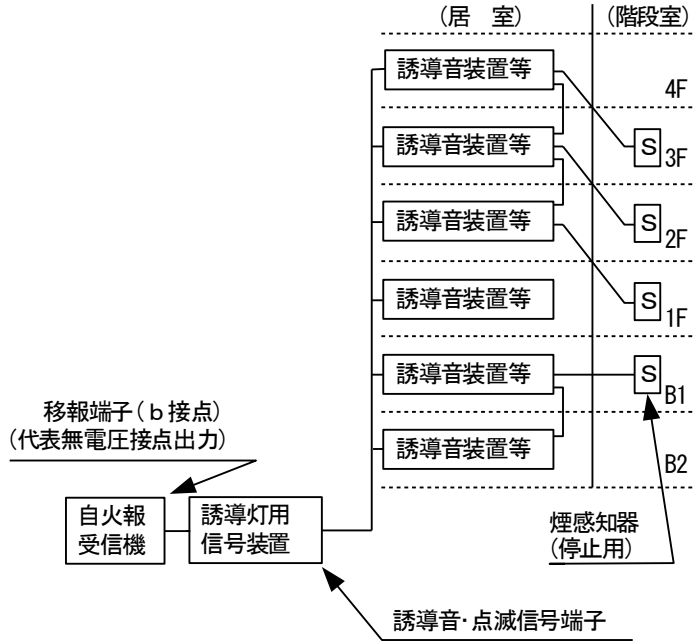 (居　室)
(階段室)
誘導音装置等
4F
誘導音装置等
S
3F
誘導音装置等
S
2F
誘導音装置等
S
1F
誘導音装置等
S
B1
誘導音装置等
B2
移報端子(b接点)
(代表無電圧接点出力)
自火報
受信機
誘導灯用
信号装置
煙感知器
(停止用)
誘導音・点滅信号端子